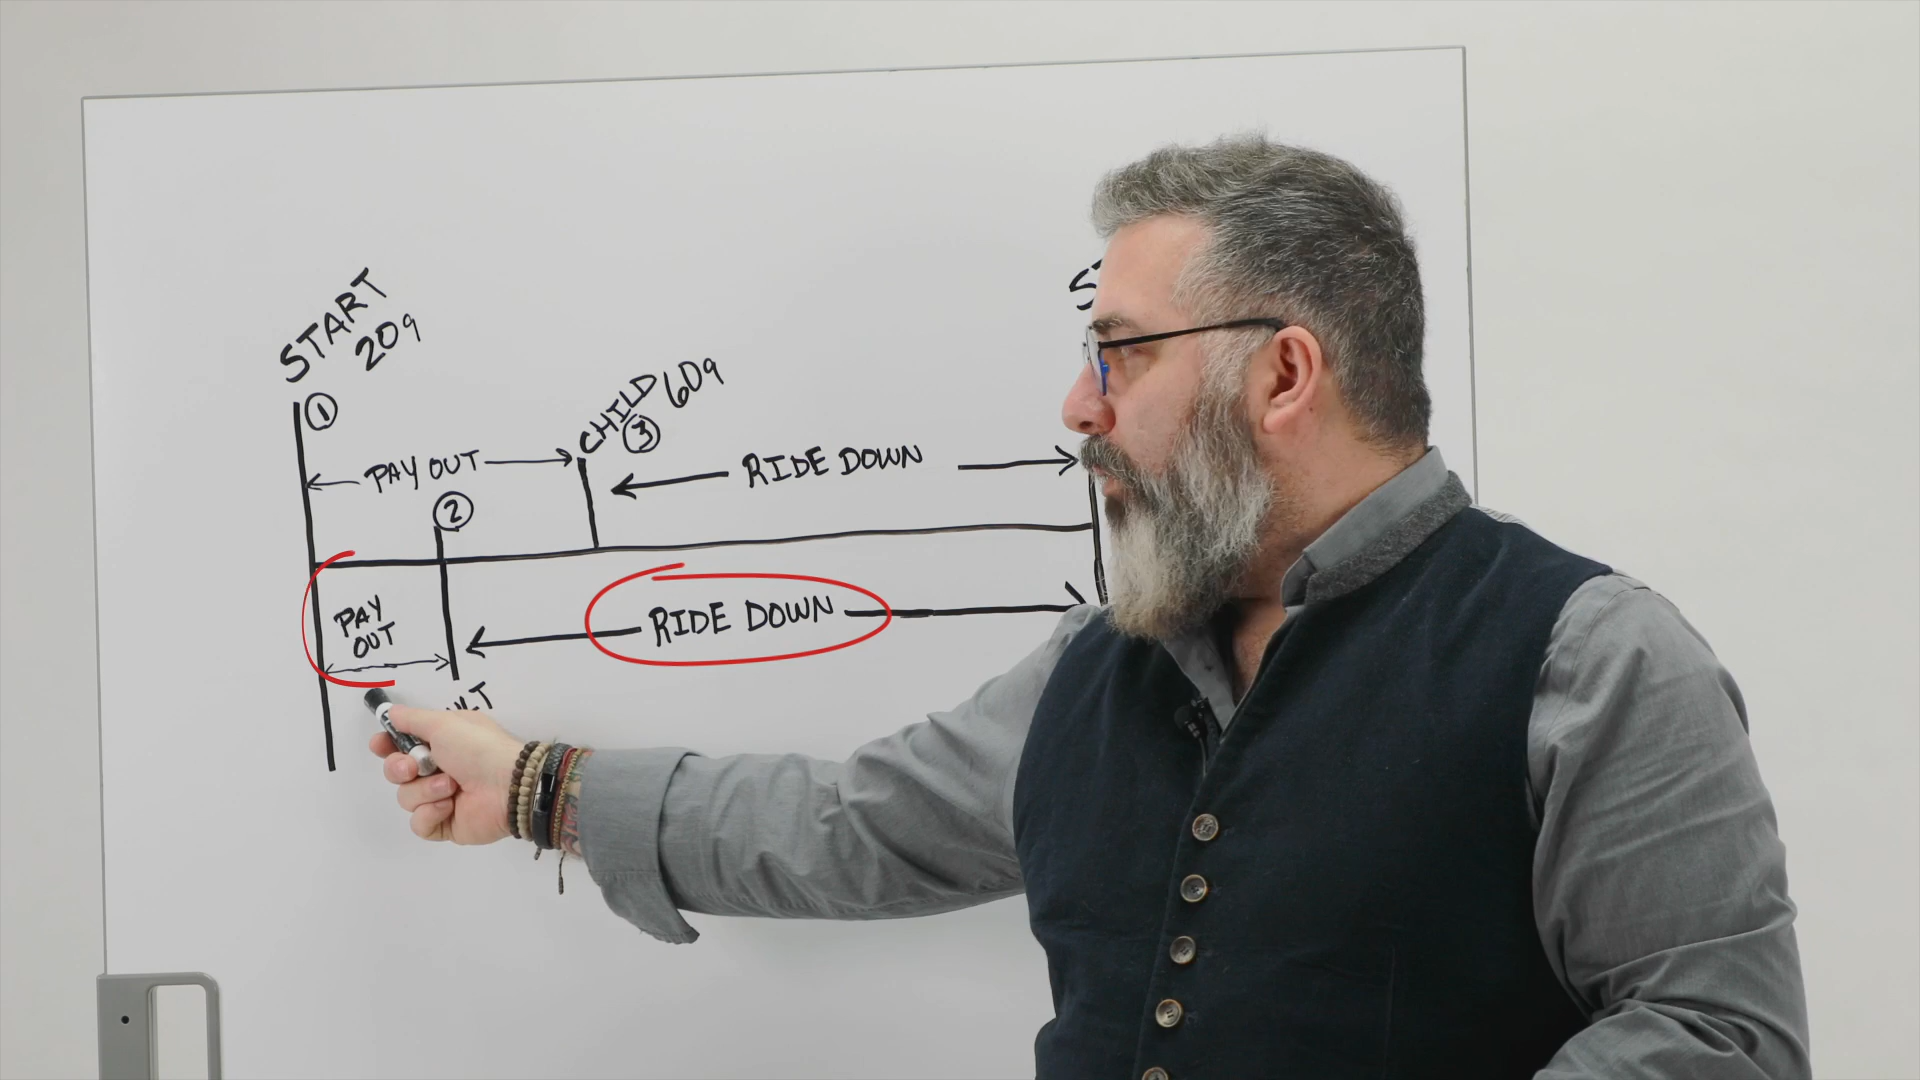 START
20g
①
CHILD 60g
③
PAY OUT
RIDE DOWN
②
PAY
OUT
RIDE DOWN